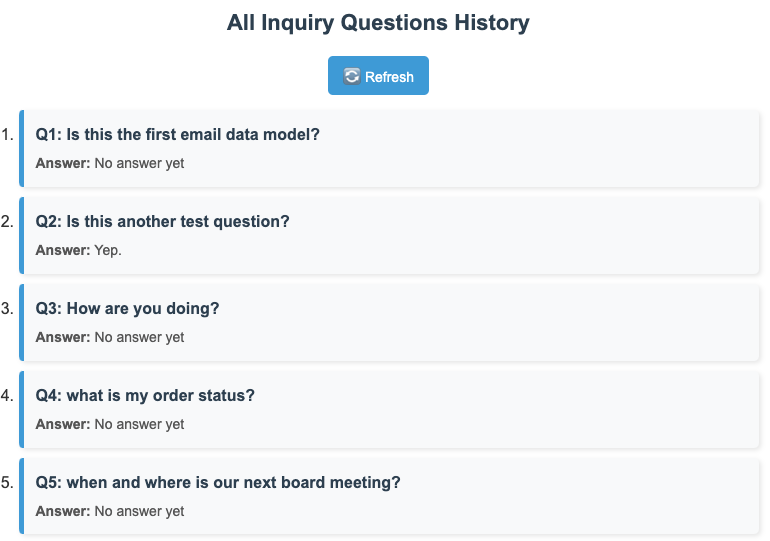 All Inquiry Questions History
🔄 Refresh
1. Q1: Is this the first email data model?
Answer: No answer yet
2. Q2: Is this another test question?
Answer: Yep.
3. Q3: How are you doing?
Answer: No answer yet
4. Q4: what is my order status?
Answer: No answer yet
5. Q5: when and where is our next board meeting?
Answer: No answer yet